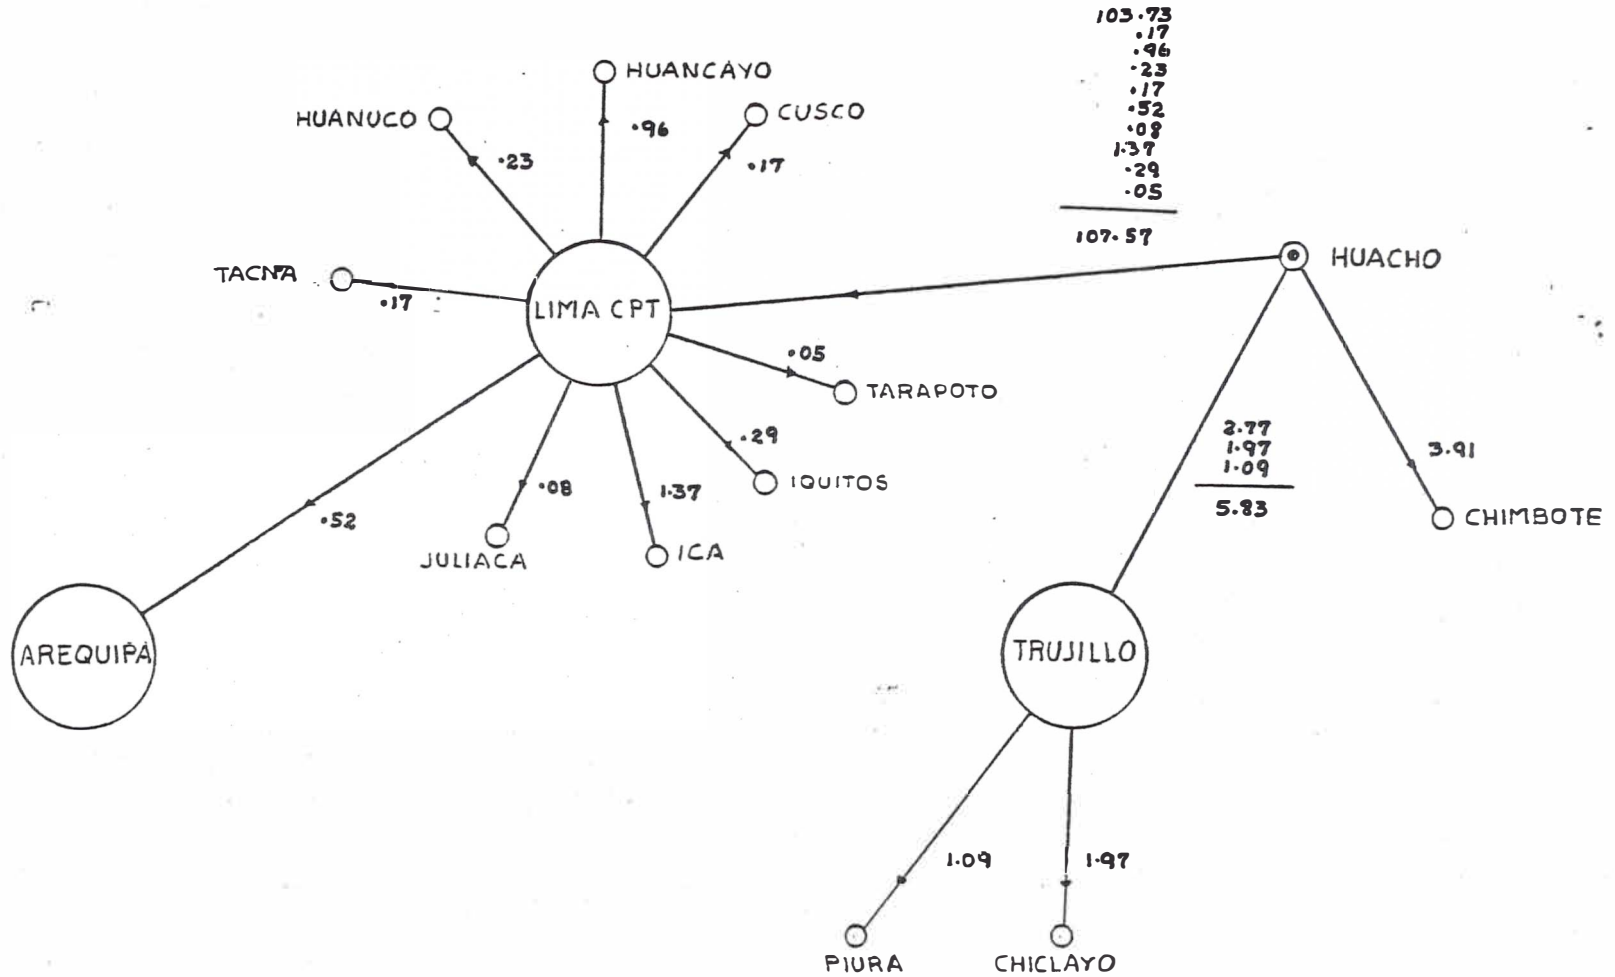 103.73
.17
.96
.23
.17
.52
.08
1.37
.29
.05
107.57
HUANCAYO
HUANUCO
CUSCO
.96
.23
.17
TACNA
.17
LIMA CPT
HUACHO
.05
TARAPOTO
.29
IQUITOS
.08
1.37
.52
JULIACA
ICA
2.77
1.97
1.09
5.83
3.91
CHIMBOTE
AREQUIPA
TRUJILLO
1.09
1.97
PIURA
CHICLAYO